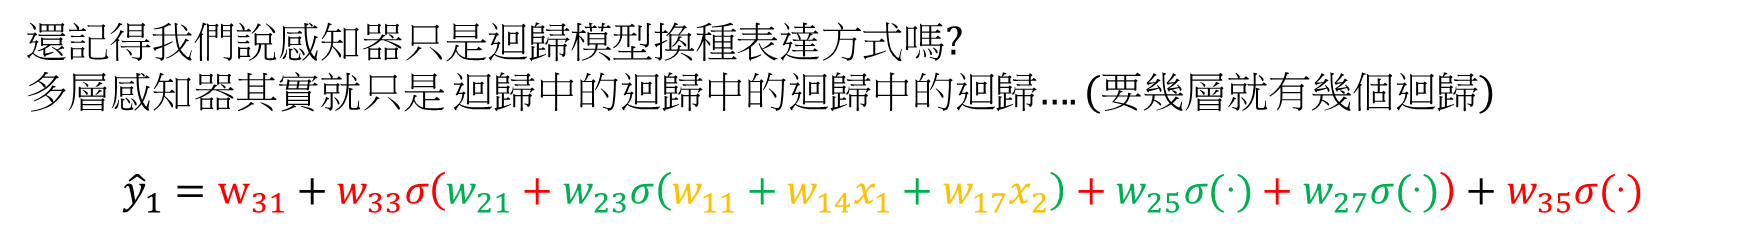 還記得我們說感知器只是迴歸模型換種表達方式嗎?
多層感知器其實就只是 迴歸中的迴歸中的迴歸中的迴歸…. (要幾層就有幾個迴歸)
ŷ₁ = w₃₁ + w₃₃σ(w₂₁ + w₂₃σ(w₁₁ + w₁₄x₁ + w₁₇x₂) + w₂₅σ(·) + w₂₇σ(·)) + w₃₅σ(·)